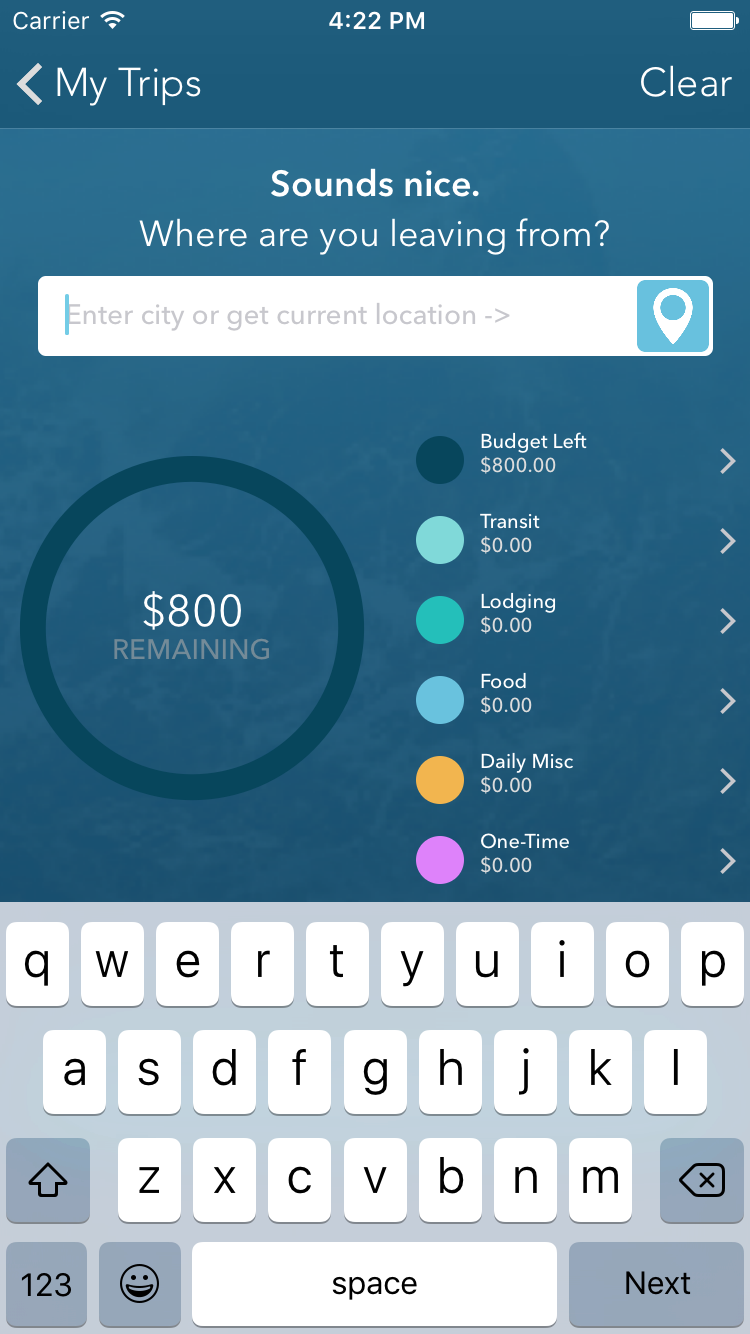 Carrier 4:22 PM
My Trips Clear
Sounds nice.
Where are you leaving from?
Enter city or get current location ->
Budget Left
$800.00
Transit
$0.00
Lodging
$0.00
$800
REMAINING
Food
$0.00
Daily Misc
$0.00
One-Time
$0.00
q w e r t y u i o p
a s d f g h j k l
z x c v b n m
123 space Next